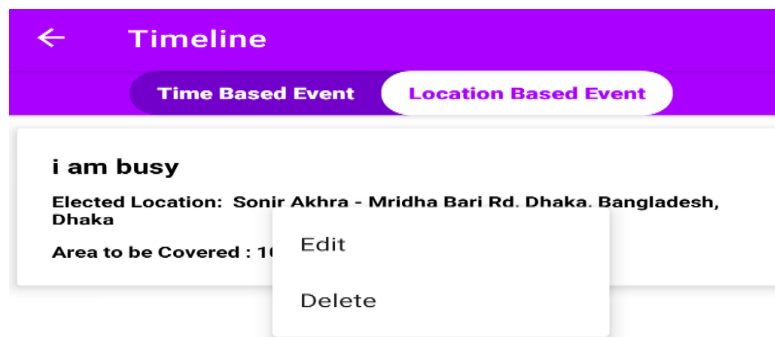 Timeline
Time Based Event
Location Based Event
i am busy
Elected Location: Sonir Akhra - Mridha Bari Rd, Dhaka, Bangladesh,
Dhaka
Area to be Covered :
Edit
Delete